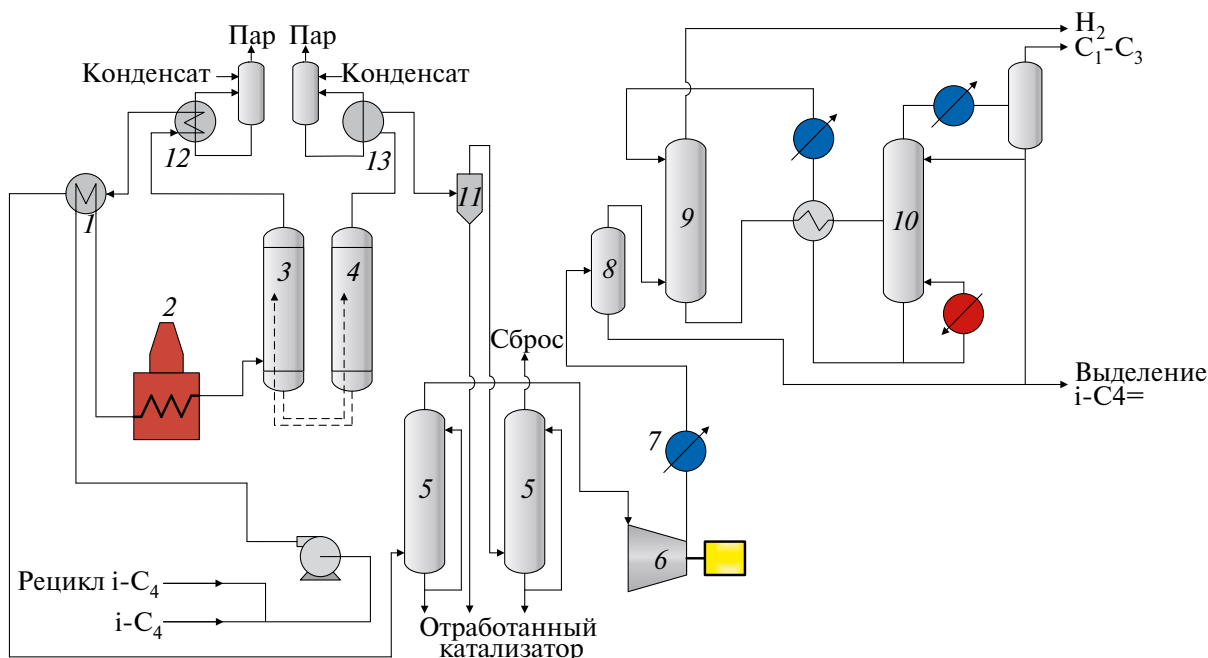 Пар
Пар
H2
C1-C3
Конденсат
Конденсат
12
13
11
1
9
10
3
4
8
2
Сброс
Выделение
i-C4=
7
5
5
6
Рецикл i-C4
i-C4
Отработанный
катализатор